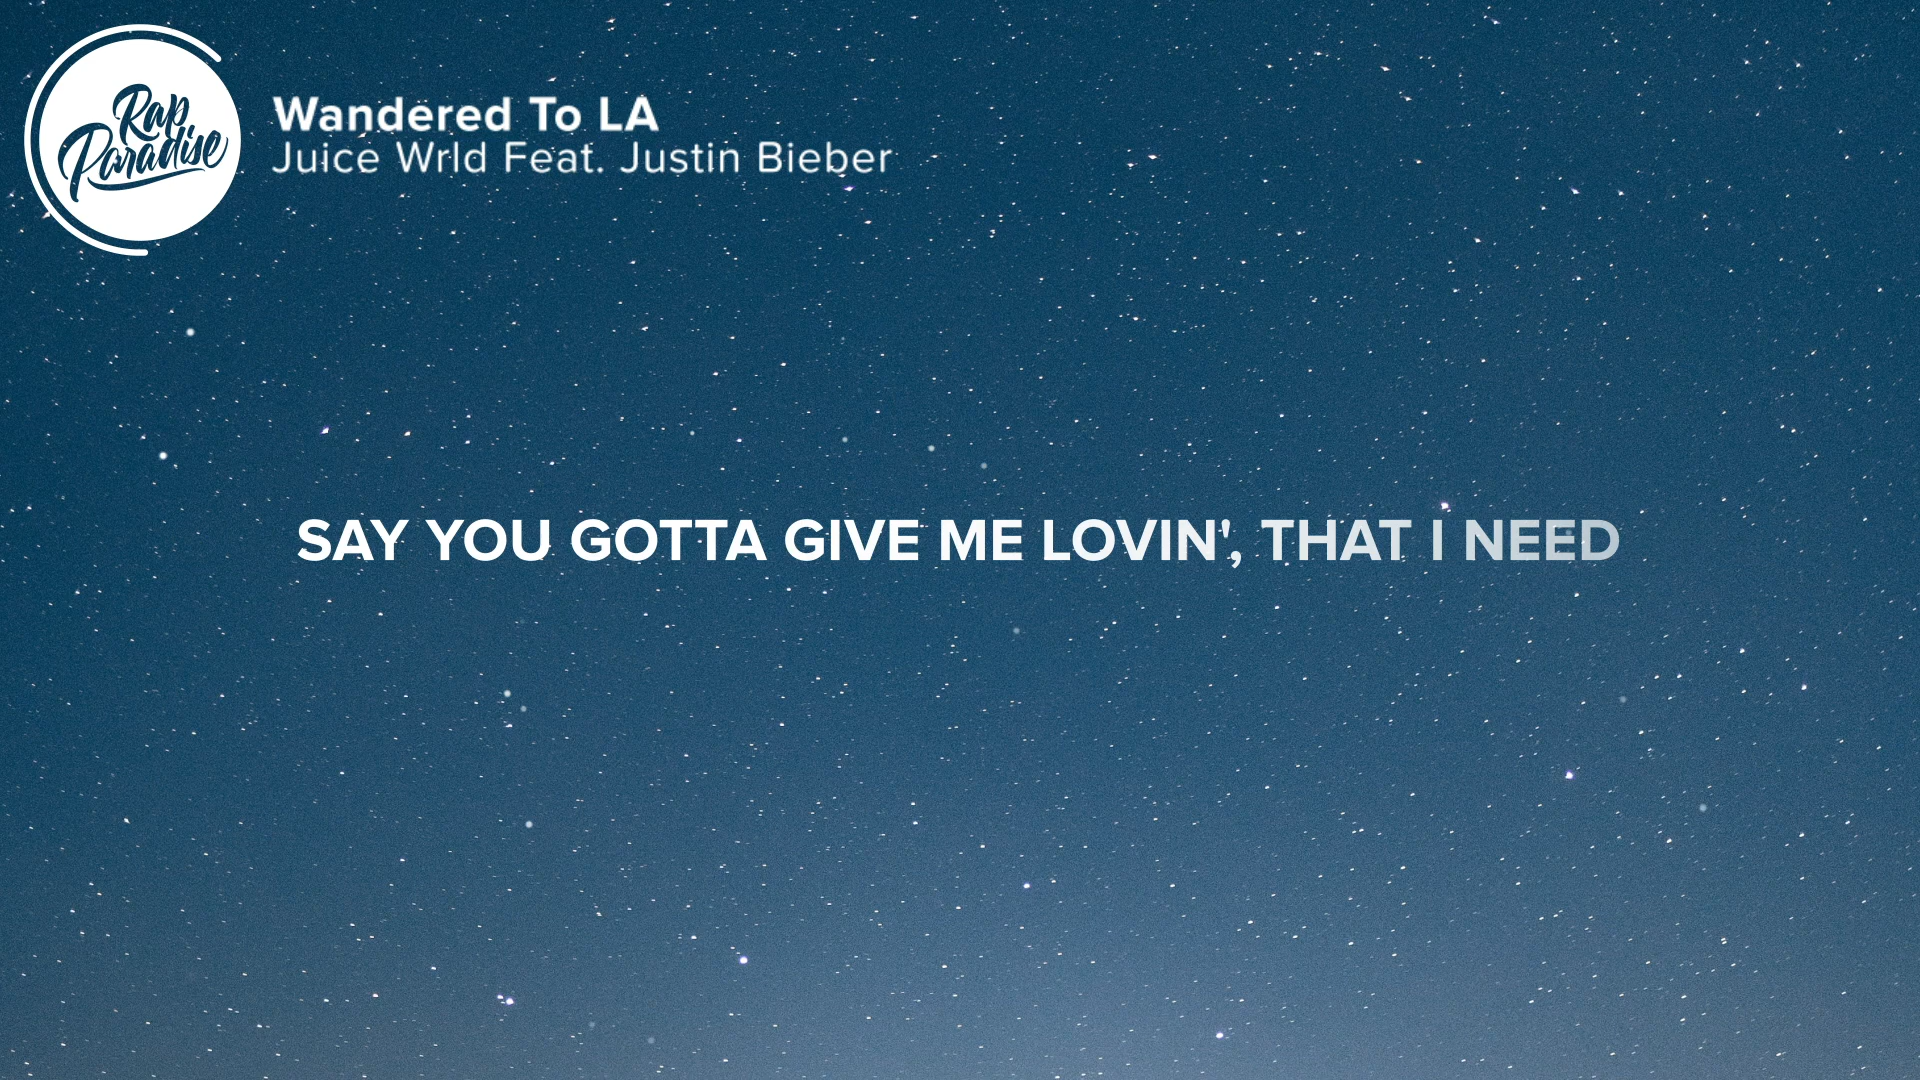 Rap
Paradise
Wandered To LA
Juice Wrld Feat. Justin Bieber
SAY YOU GOTTA GIVE ME LOVIN', THAT I NEED